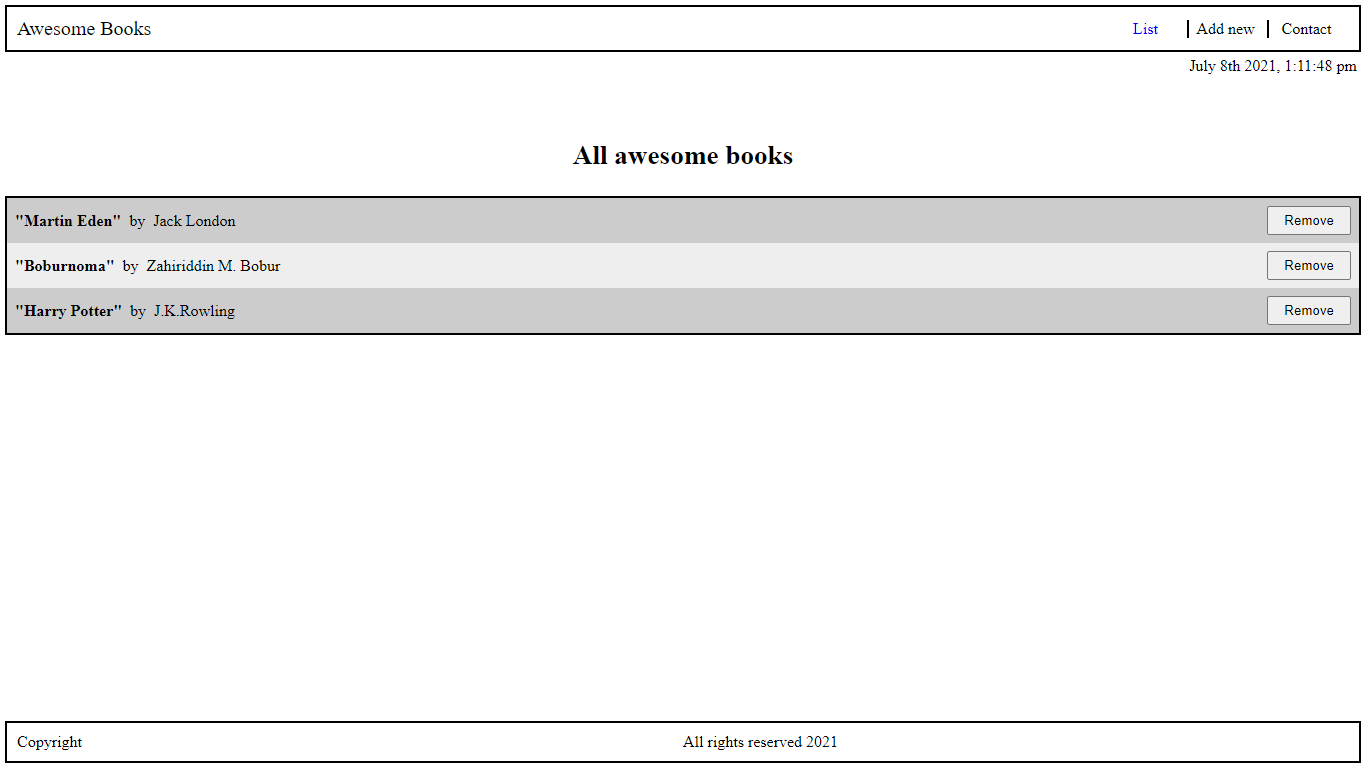 Awesome Books List Add new Contact
July 8th 2021, 1:11:48 pm
All awesome books
"Martin Eden" by Jack London Remove
"Boburnoma" by Zahiriddin M. Bobur Remove
"Harry Potter" by J.K.Rowling Remove
Copyright All rights reserved 2021